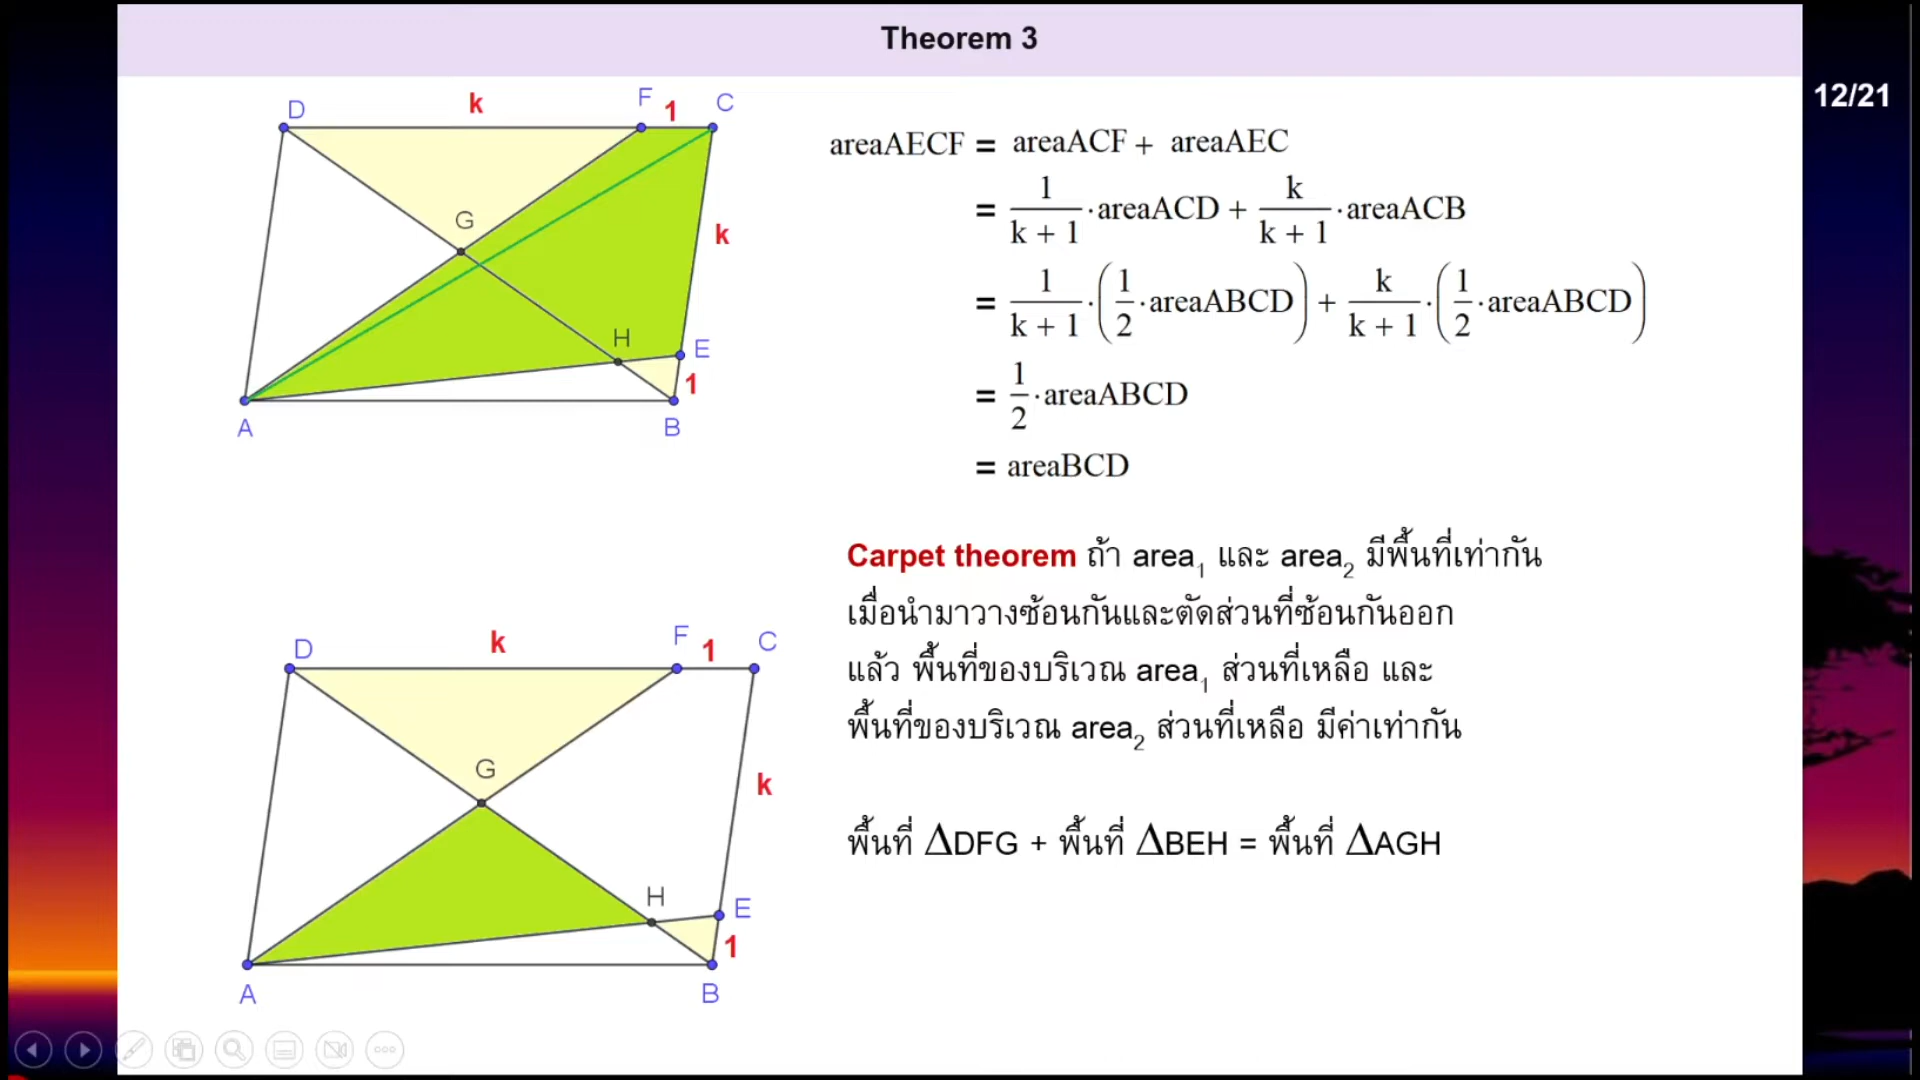 Theorem 3
12/21
D k F 1 C
G
k
H
E
1
A B
areaAECF = areaACF + areaAEC
= 1/(k + 1) · areaACD + k/(k + 1) · areaACB
= 1/(k + 1) · (1/2 · areaABCD) + k/(k + 1) · (1/2 · areaABCD)
= 1/2 · areaABCD
= areaBCD
Carpet theorem ถ้า area₁ และ area₂ มีพื้นที่เท่ากัน
เมื่อนำมาวางซ้อนกันและตัดส่วนที่ซ้อนกันออก
แล้ว พื้นที่ของบริเวณ area₁ ส่วนที่เหลือ และ
พื้นที่ของบริเวณ area₂ ส่วนที่เหลือ มีค่าเท่ากัน
พื้นที่ ΔDFG + พื้นที่ ΔBEH = พื้นที่ ΔAGH
D k F 1 C
G
k
H
E
1
A B